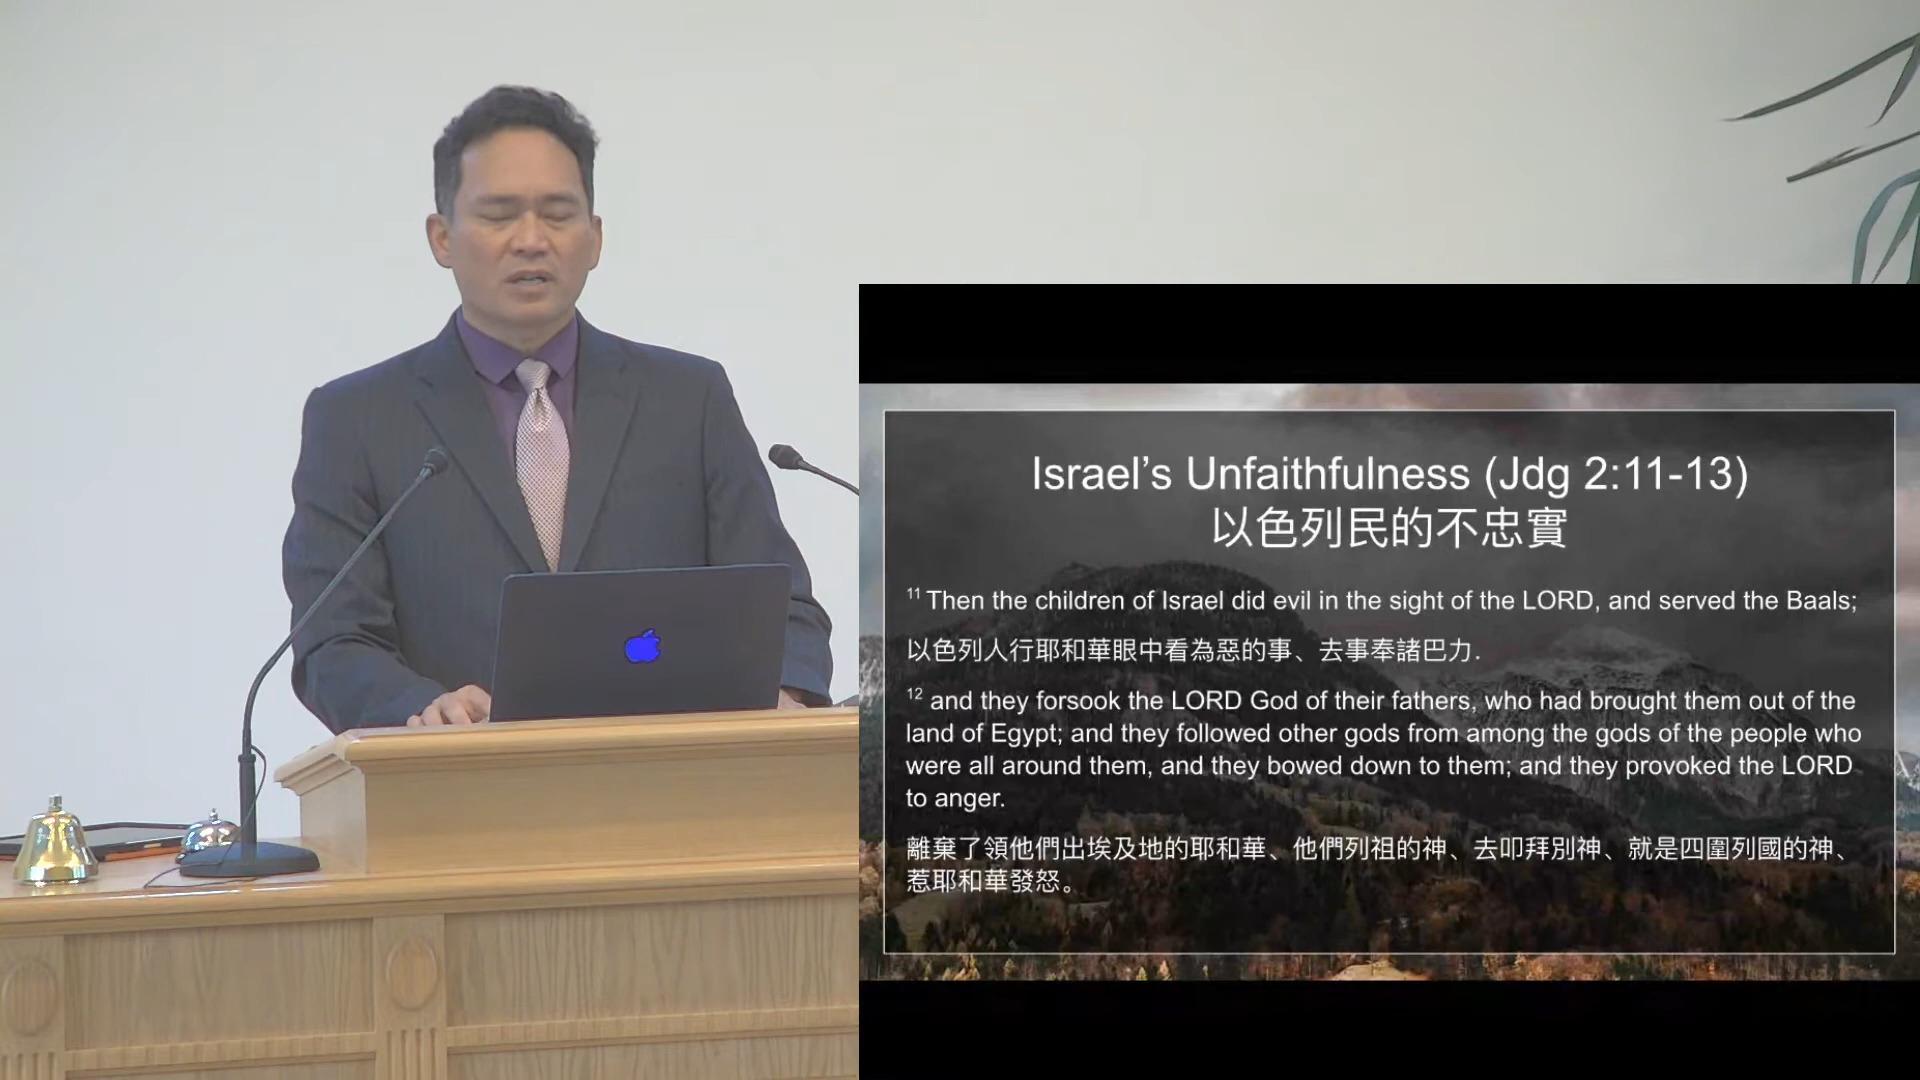 Israel’s Unfaithfulness (Jdg 2:11-13)
以色列民的不忠實
11 Then the children of Israel did evil in the sight of the LORD, and served the Baals;
以色列人行耶和華眼中看為惡的事、去事奉諸巴力.
12 and they forsook the LORD God of their fathers, who had brought them out of the
land of Egypt; and they followed other gods from among the gods of the people who
were all around them, and they bowed down to them; and they provoked the LORD
to anger.
離棄了領他們出埃及地的耶和華、他們列祖的神、去叩拜別神、就是四圍列國的神、
惹耶和華發怒。